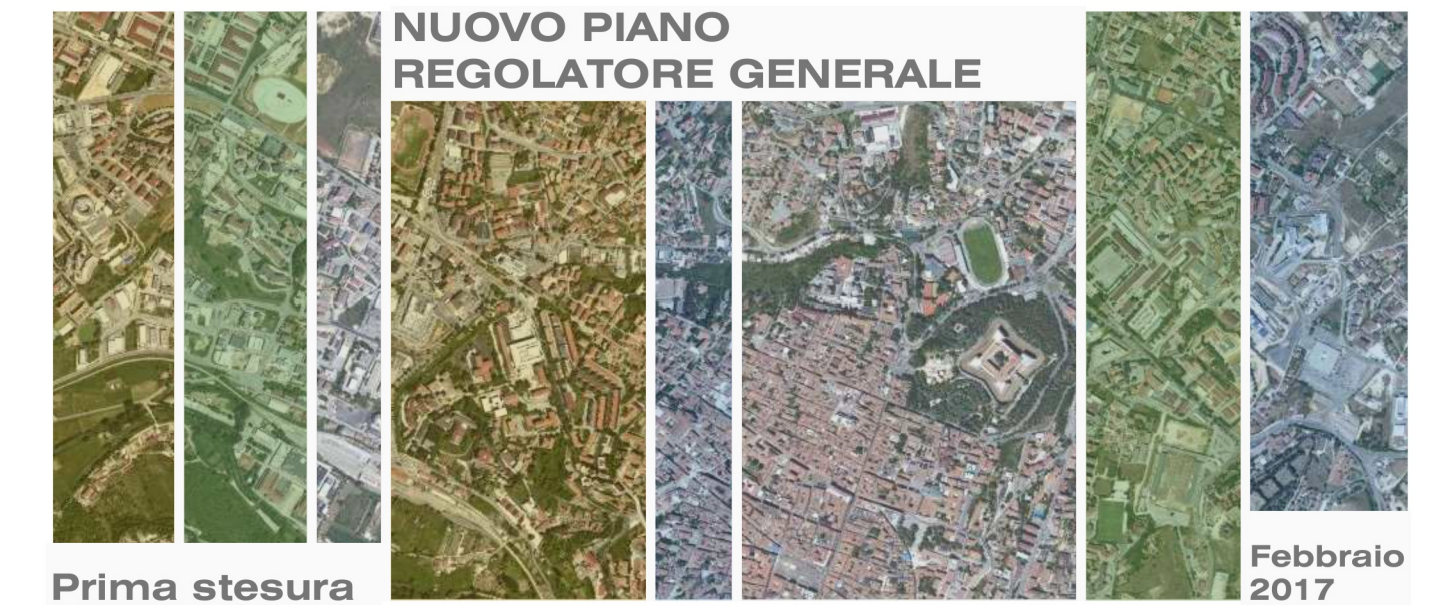 NUOVO PIANO
REGOLATORE GENERALE
Prima stesura
Febbraio
2017